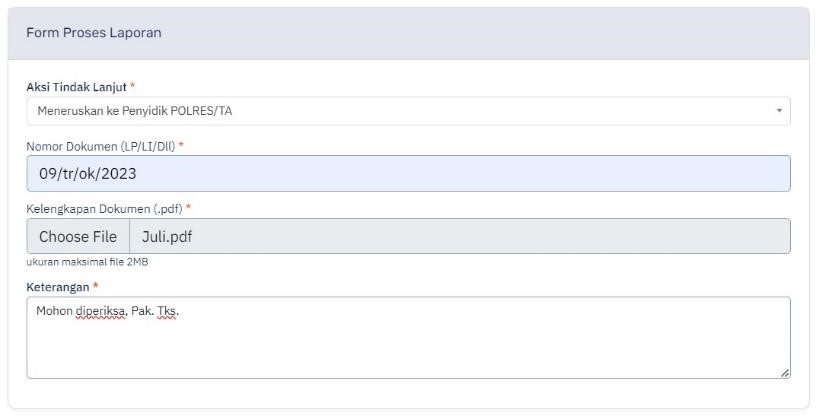 Form Proses Laporan
Aksi Tindak Lanjut *
Meneruskan ke Penyidik POLRES/TA
Nomor Dokumen (LP/LI/Dll) *
09/tr/ok/2023
Kelengkapan Dokumen (.pdf) *
Choose File Juli.pdf
ukuran maksimal file 2MB
Keterangan *
Mohon diperiksa, Pak. Tks.